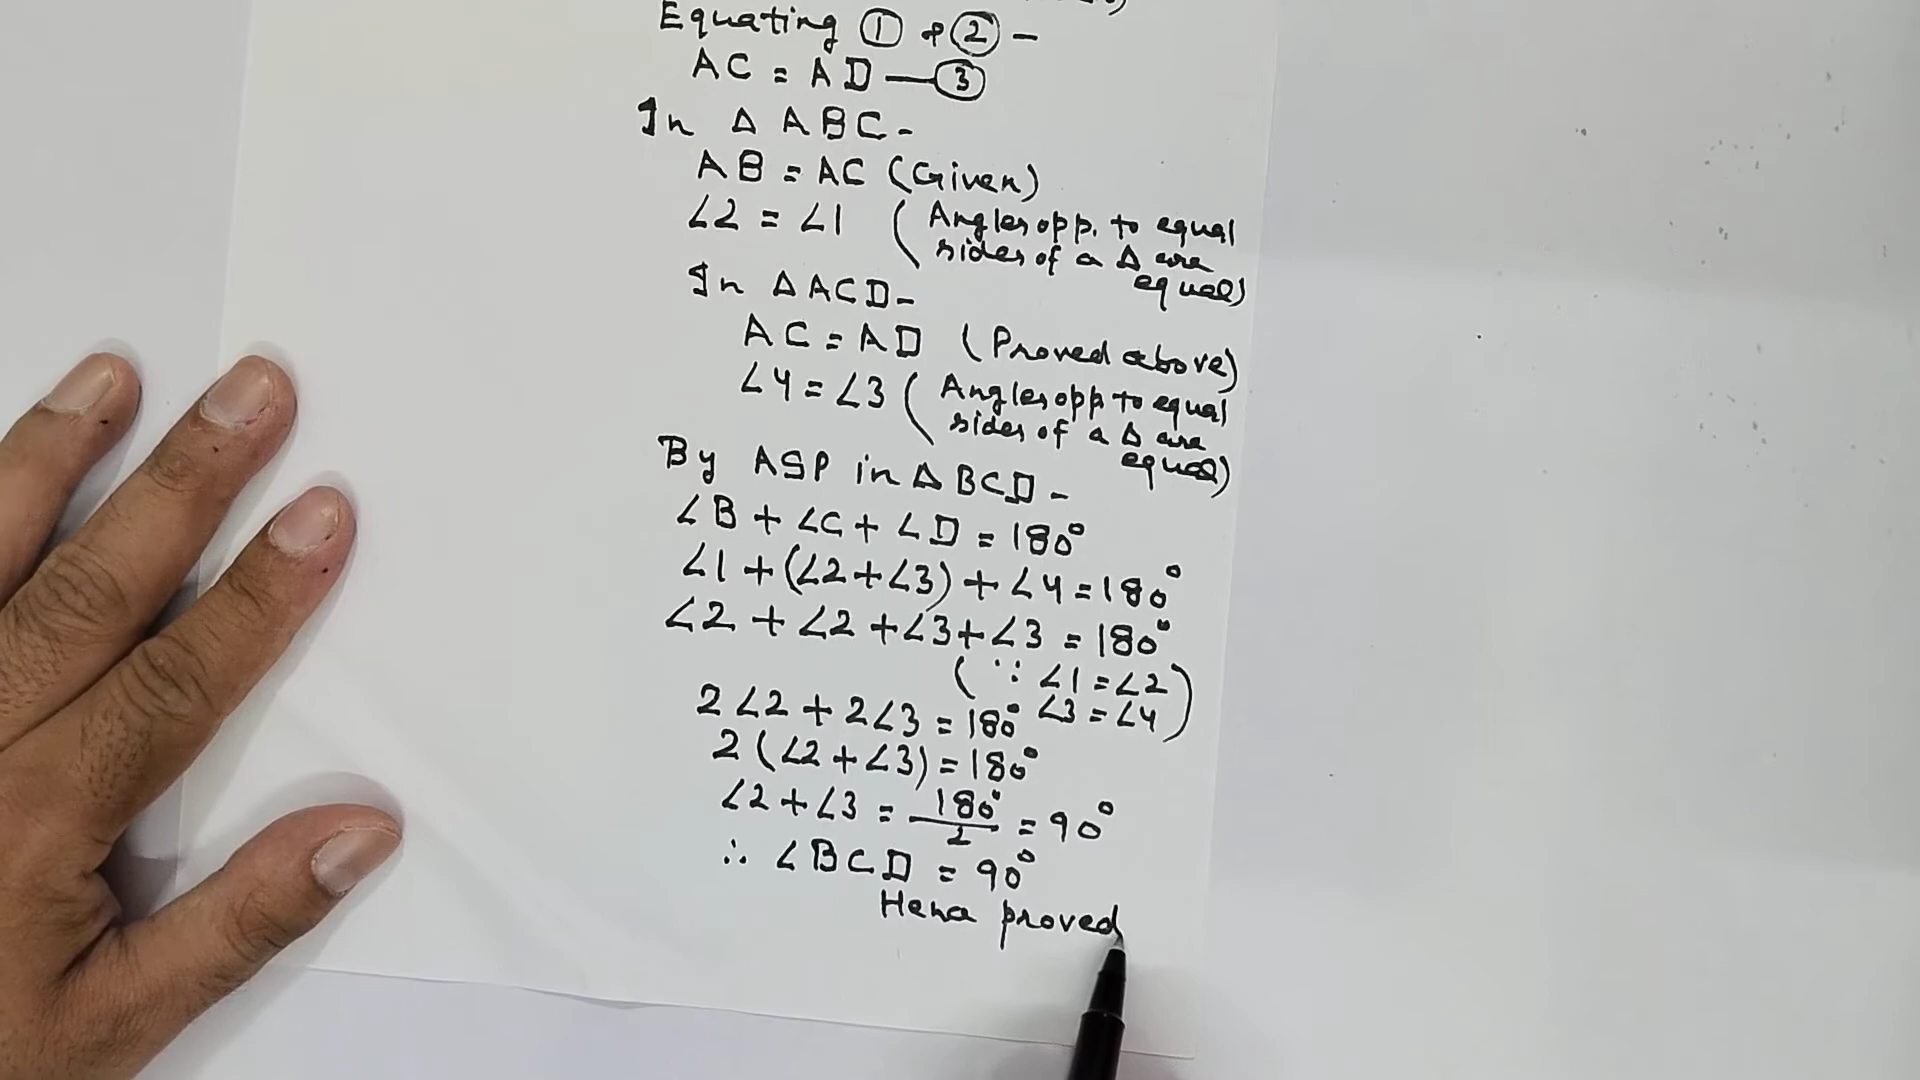 Equating ① & ② -
AC = AD — ③
In Δ ABC -
AB = AC (Given)
∠2 = ∠1 (Angles opp. to equal
sides of a Δ are
equal)
In ΔACD -
AC = AD (Proved above)
∠4 = ∠3 (Angles opp to equal
sides of a Δ are
equal)
By ASP in Δ BCD -
∠B + ∠C + ∠D = 180°
∠1 + (∠2 + ∠3) + ∠4 = 180°
∠2 + ∠2 + ∠3 + ∠3 = 180°
(∵ ∠1 = ∠2
∠3 = ∠4)
2∠2 + 2∠3 = 180°
2(∠2 + ∠3) = 180°
∠2 + ∠3 = 180°/2 = 90°
∴ ∠BCD = 90°
Hence proved